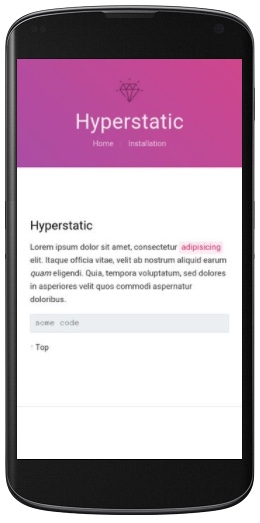 Hyperstatic
Home Installation
Hyperstatic
Lorem ipsum dolor sit amet, consectetur adipisicing
elit. Itaque officia vitae, velit ab nostrum aliquid earum
quam eligendi. Quia, tempora voluptatum, sed dolores
in asperiores velit quos commodi aspernatur
doloribus.
some code
Top